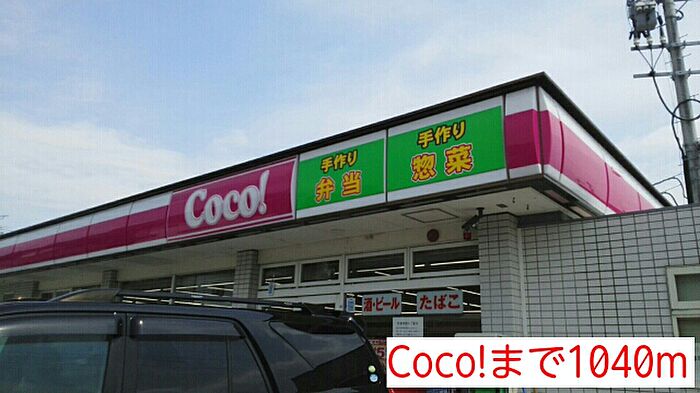 Coco!
手作り
弁当
手作り
惣菜
酒・ビール
たばこ
Coco!まで1040m